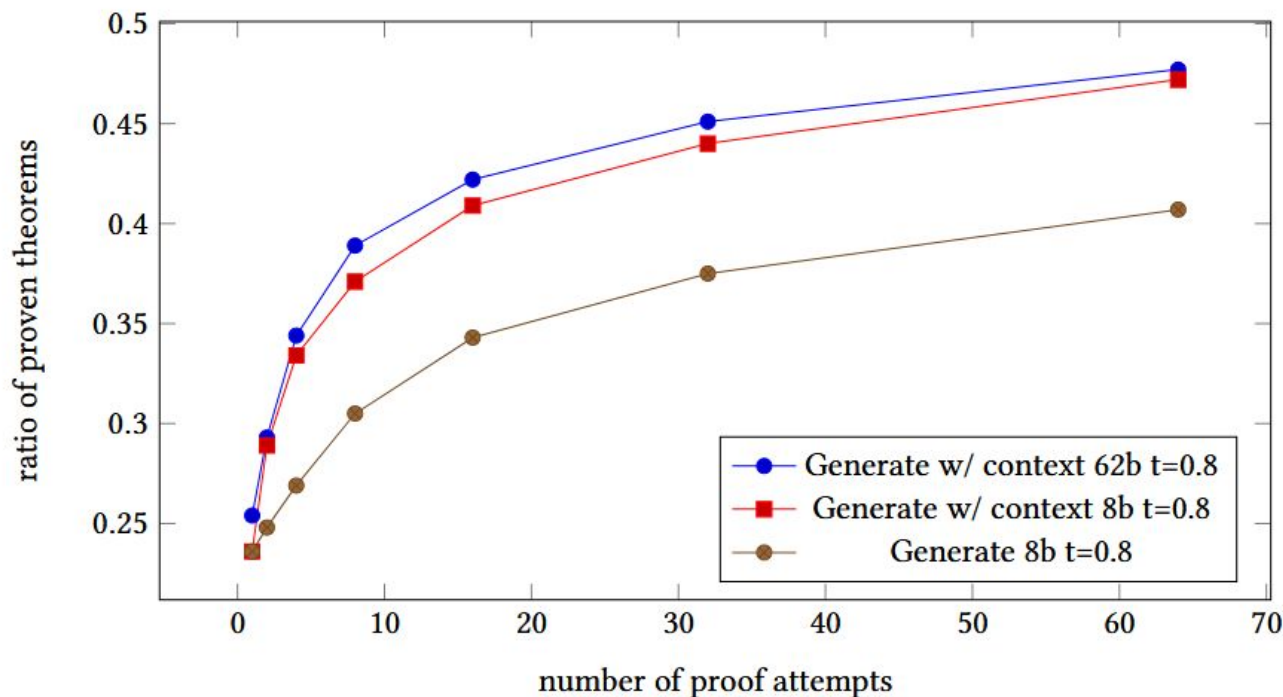 0.5
0.45
0.4
0.35
0.3
0.25
ratio of proven theorems
Generate w/ context 62b t=0.8
Generate w/ context 8b t=0.8
Generate 8b t=0.8
0 10 20 30 40 50 60 70
number of proof attempts